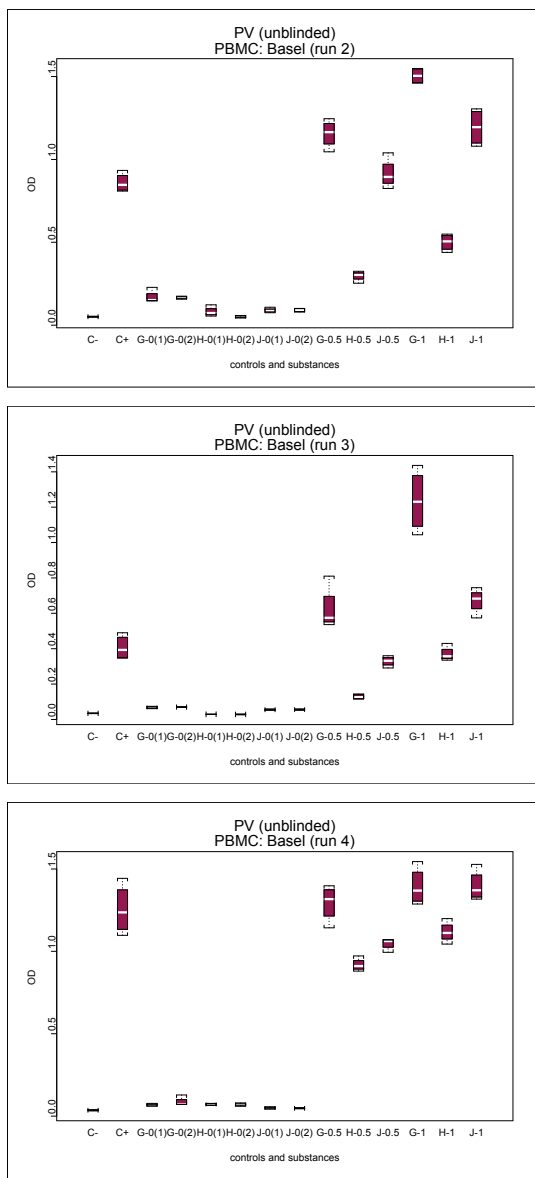 PV (unblinded)
PBMC: Basel (run 2)
1.5
1.0
0.5
0.0
OD
C- C+ G-0(1) G-0(2) H-0(1) H-0(2) J-0(1) J-0(2) G-0.5 H-0.5 J-0.5 G-1 H-1 J-1
controls and substances
PV (unblinded)
PBMC: Basel (run 3)
1.4
1.2
1.0
0.8
0.6
0.4
0.2
0.0
OD
C- C+ G-0(1) G-0(2) H-0(1) H-0(2) J-0(1) J-0(2) G-0.5 H-0.5 J-0.5 G-1 H-1 J-1
controls and substances
PV (unblinded)
PBMC: Basel (run 4)
1.5
1.0
0.5
0.0
OD
C- C+ G-0(1) G-0(2) H-0(1) H-0(2) J-0(1) J-0(2) G-0.5 H-0.5 J-0.5 G-1 H-1 J-1
controls and substances